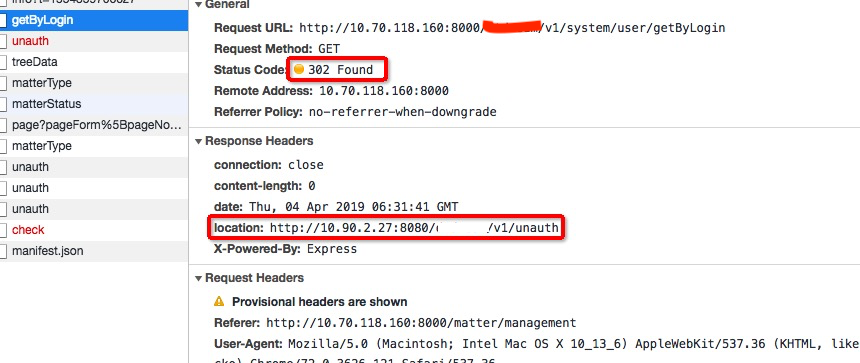 getByLogin
unauth
treeData
matterType
matterStatus
page?pageForm%5BpageNo...
matterType
unauth
unauth
unauth
check
manifest.json
General
Request URL: http://10.70.118.160:8000/ /v1/system/user/getByLogin
Request Method: GET
Status Code: 302 Found
Remote Address: 10.70.118.160:8000
Referrer Policy: no-referrer-when-downgrade
Response Headers
connection: close
content-length: 0
date: Thu, 04 Apr 2019 06:31:41 GMT
location: http://10.90.2.27:8080/ /v1/unauth
X-Powered-By: Express
Request Headers
Provisional headers are shown
Referer: http://10.70.118.160:8000/matter/management
User-Agent: Mozilla/5.0 (Macintosh; Intel Mac OS X 10_13_6) AppleWebKit/537.36 (KHTML, like